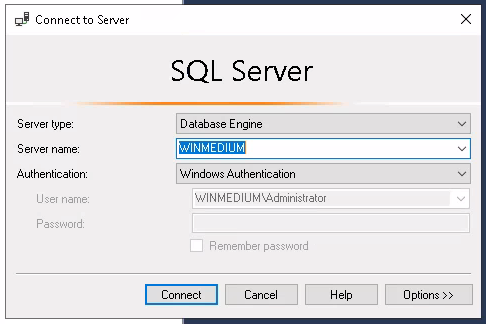 Connect to Server
SQL Server
Server type: Database Engine
Server name: WINMEDIUM
Authentication: Windows Authentication
User name: WINMEDIUM\Administrator
Password:
Remember password
Connect Cancel Help Options >>